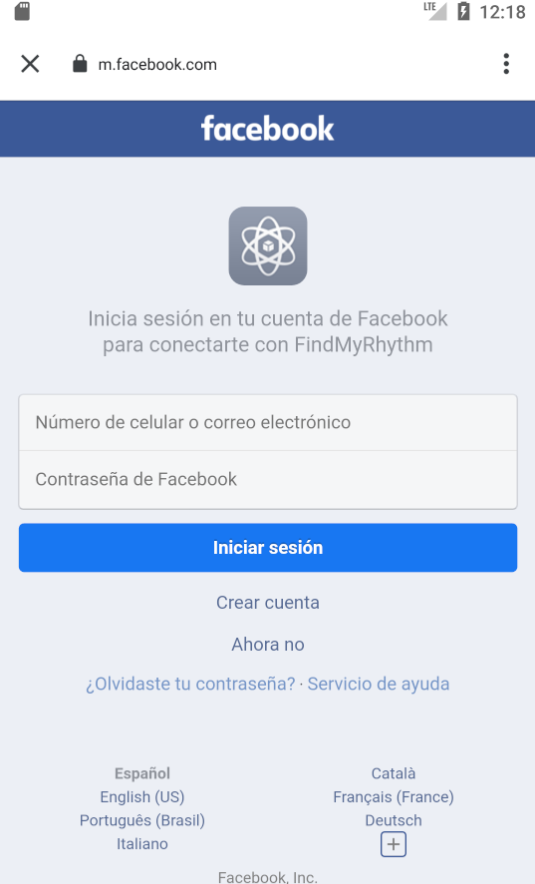 LTE 12:18
m.facebook.com
facebook
Inicia sesión en tu cuenta de Facebook
para conectarte con FindMyRhythm
Número de celular o correo electrónico
Contraseña de Facebook
Iniciar sesión
Crear cuenta
Ahora no
¿Olvidaste tu contraseña? · Servicio de ayuda
Español
English (US)
Português (Brasil)
Italiano
Català
Français (France)
Deutsch
Facebook, Inc.